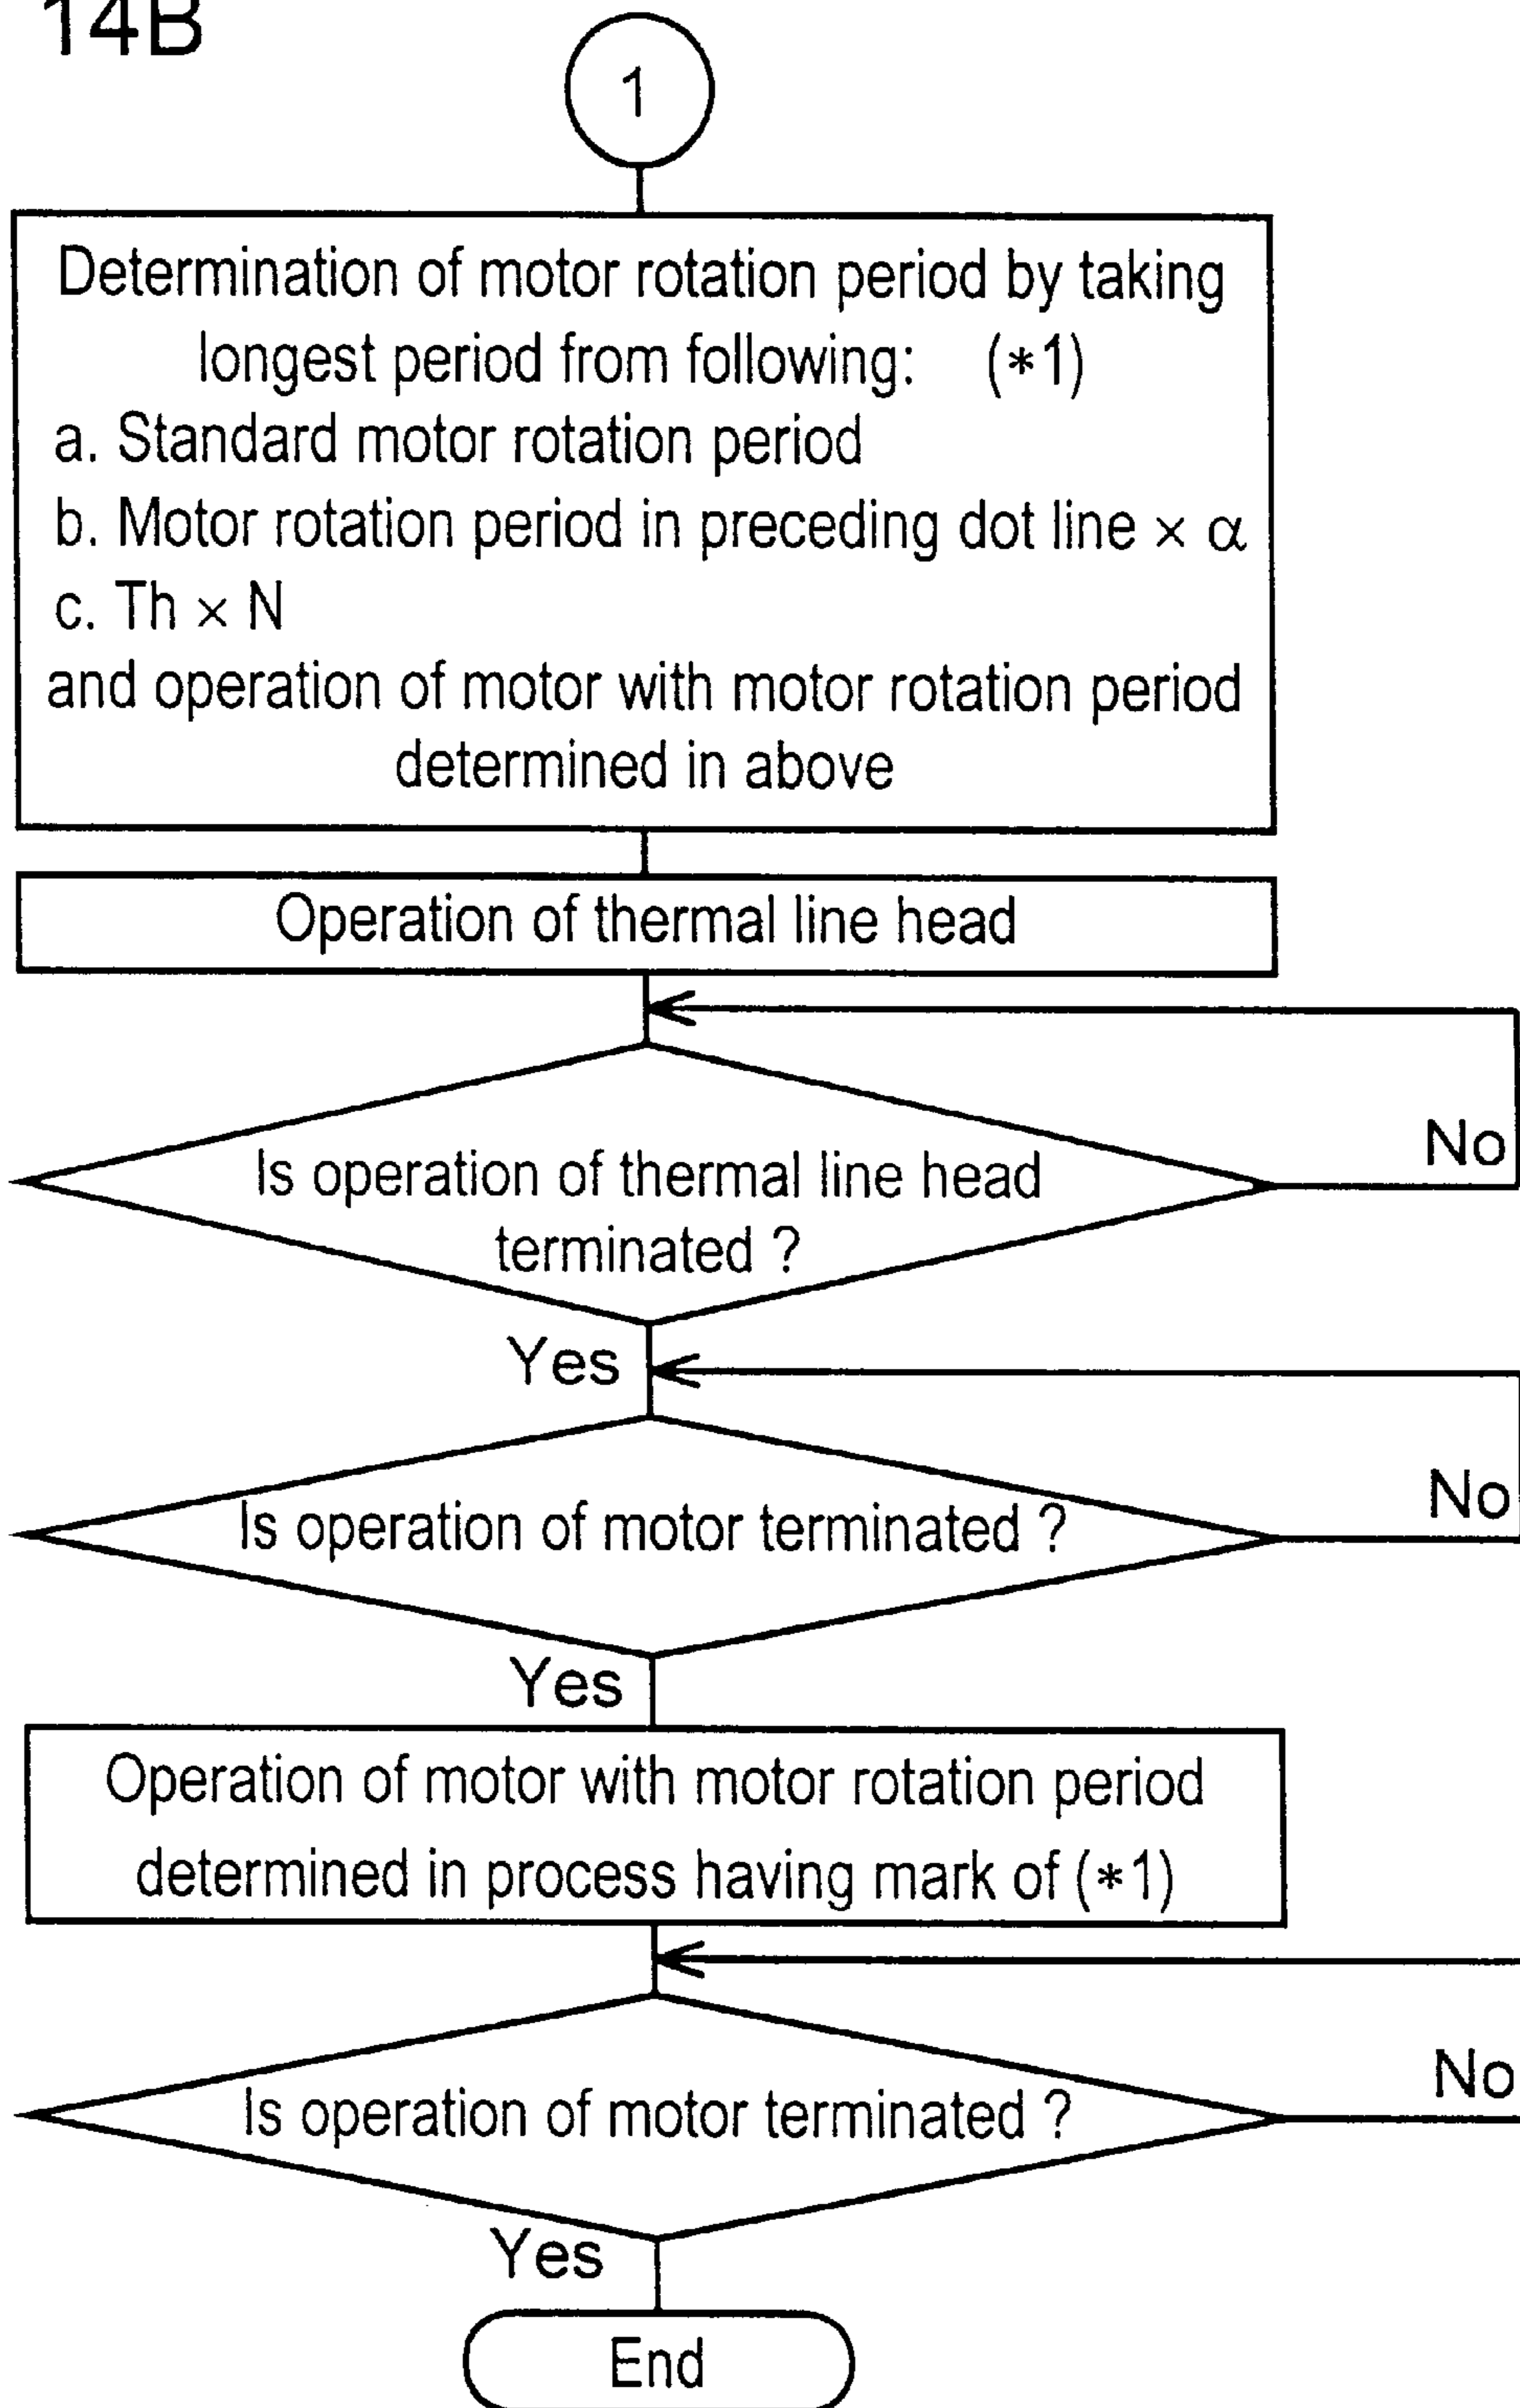 14B
1
Determination of motor rotation period by taking
longest period from following: (*1)
a. Standard motor rotation period
b. Motor rotation period in preceding dot line × α
c. Th × N
and operation of motor with motor rotation period
determined in above
Operation of thermal line head
No
Is operation of thermal line head
terminated ?
Yes
No
Is operation of motor terminated ?
Yes
Operation of motor with motor rotation period
determined in process having mark of (*1)
No
Is operation of motor terminated ?
Yes
End